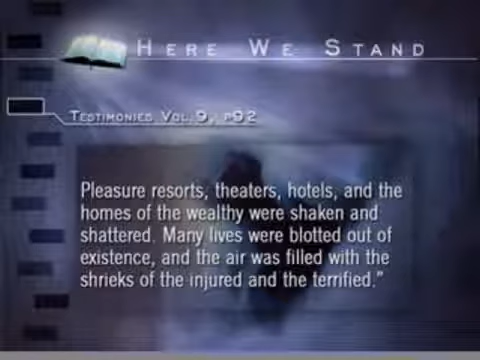 HERE WE STAND
TESTIMONIES VOL.9, P92
Pleasure resorts, theaters, hotels, and the
homes of the wealthy were shaken and
shattered. Many lives were blotted out of
existence, and the air was filled with the
shrieks of the injured and the terrified."